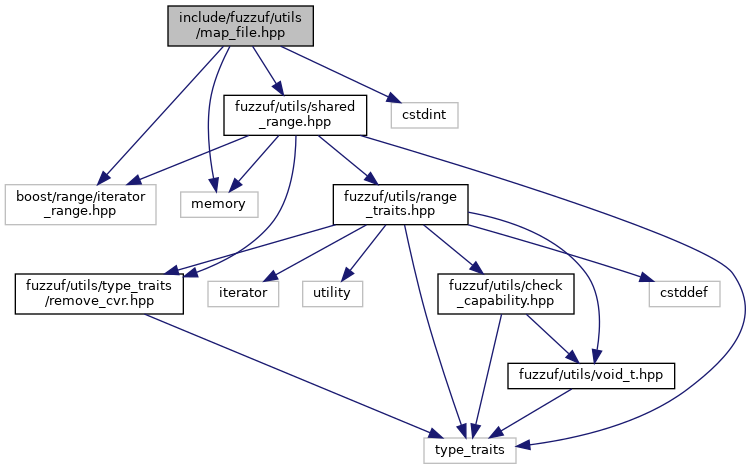 include/fuzzuf/utils
/map_file.hpp
fuzzuf/utils/shared
_range.hpp
cstdint
boost/range/iterator
_range.hpp
memory
fuzzuf/utils/range
_traits.hpp
fuzzuf/utils/type_traits
/remove_cvr.hpp
iterator
utility
fuzzuf/utils/check
_capability.hpp
cstddef
fuzzuf/utils/void_t.hpp
type_traits